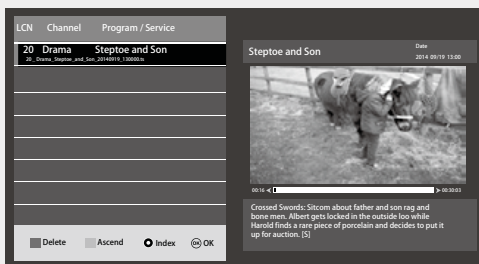 LCN Channel Program / Service
20 Drama Steptoe and Son
20_Drama_Steptoe_and_Son_20140919_130000.ts
Delete Ascend Index OK OK
Steptoe and Son
Date
2014 09/19 13:00
00:16 00:30:03
Crossed Swords: Sitcom about father and son rag and
bone men. Albert gets locked in the outside loo while
Harold finds a rare piece of porcelain and decides to put it
up for auction. [S]